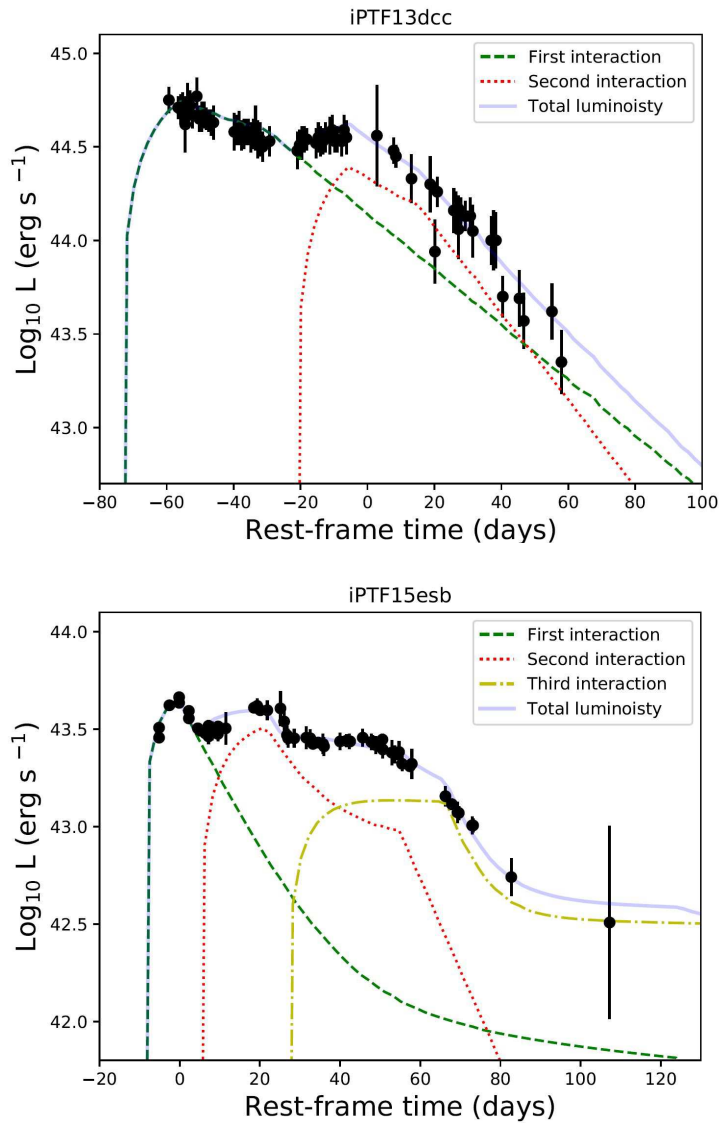 iPTF13dcc
45.0
First interaction
Second interaction
Total luminoisty
44.5
44.0
43.5
43.0
Log10 L (erg s −1)
−80 −60 −40 −20 0 20 40 60 80 100
Rest-frame time (days)
iPTF15esb
44.0
First interaction
Second interaction
Third interaction
Total luminoisty
43.5
43.0
42.5
42.0
Log10 L (erg s −1)
−20 0 20 40 60 80 100 120
Rest-frame time (days)